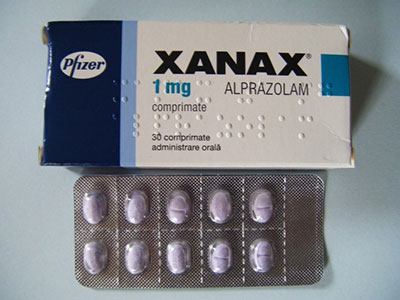 Pfizer
XANAX®
1 mg ALPRAZOLAM
comprimate
30 comprimate
administrare orală